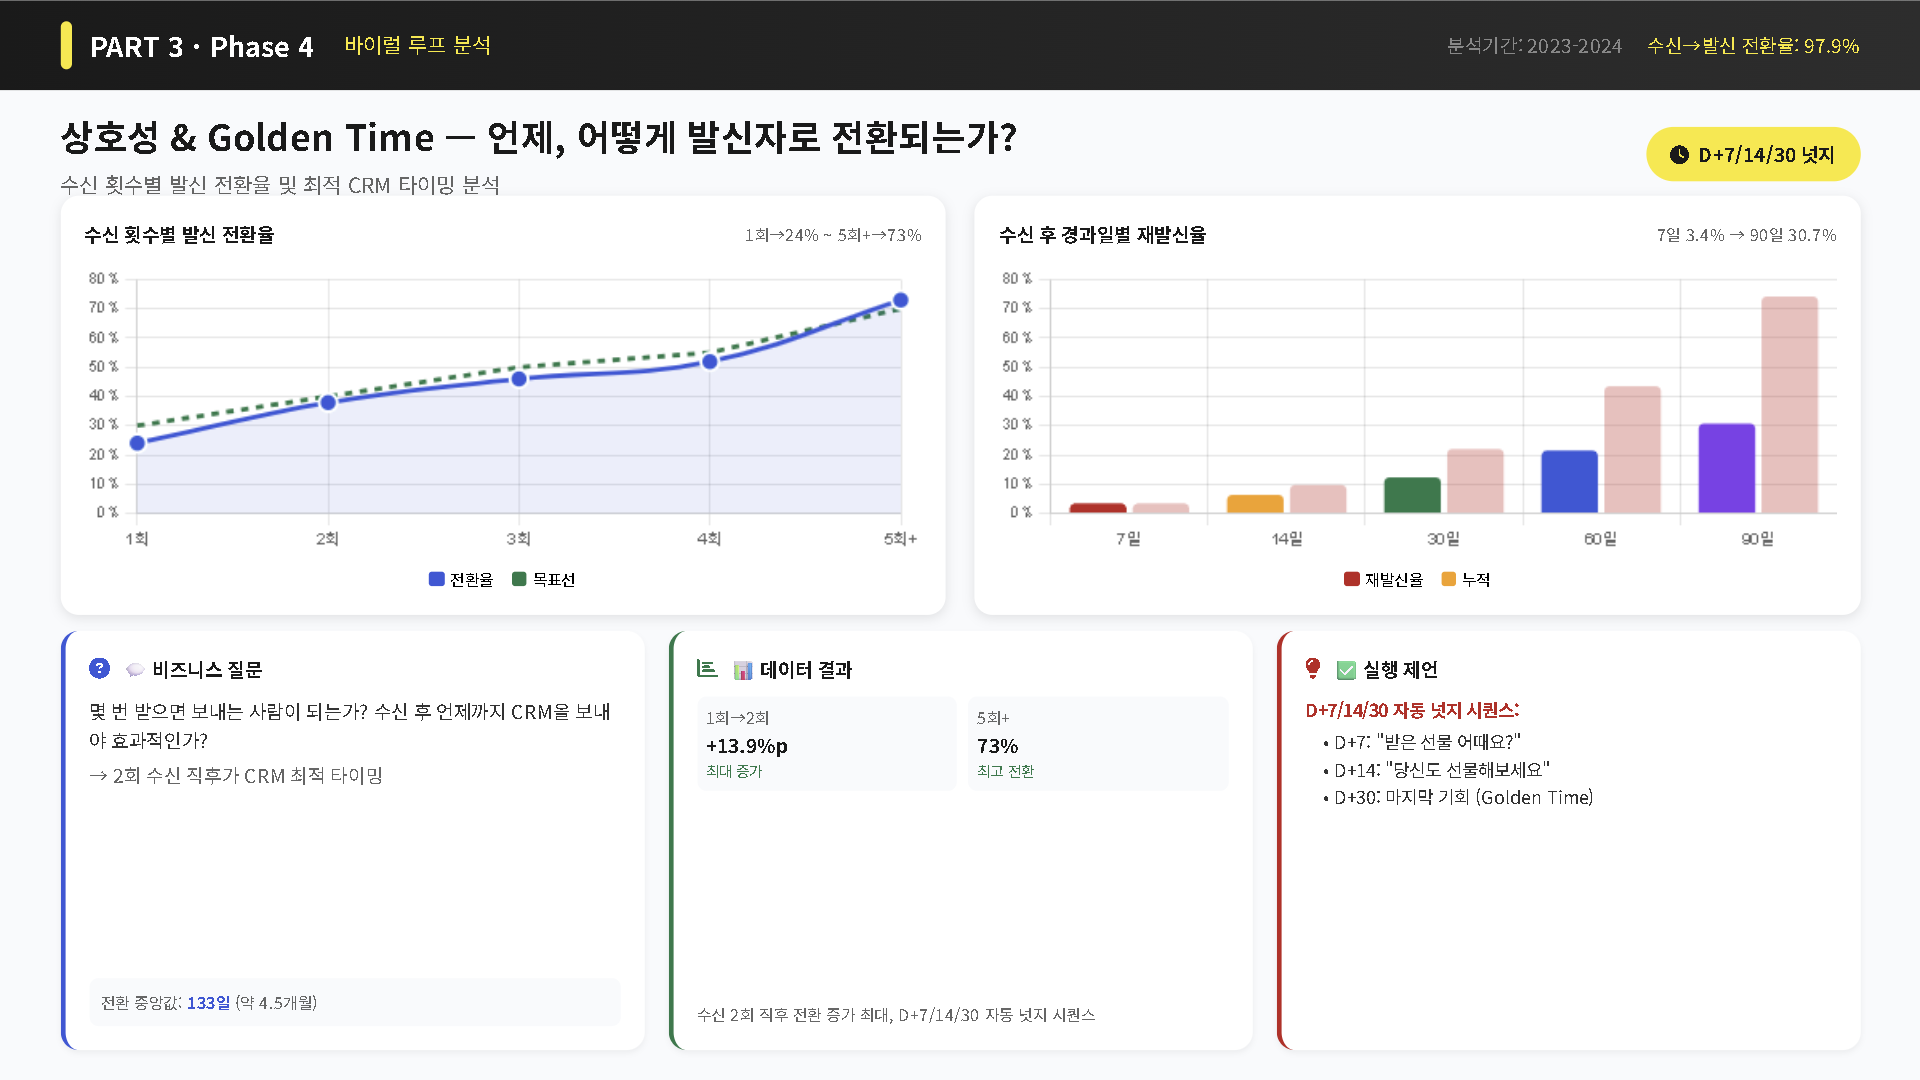 PART 3 · Phase 4
바이럴 루프 분석
분석기간: 2023-2024
수신→발신 전환율: 97.9%
상호성 & Golden Time — 언제, 어떻게 발신자로 전환되는가?
수신 횟수별 발신 전환율 및 최적 CRM 타이밍 분석
D+7/14/30 넛지
수신 횟수별 발신 전환율
1회→24% ~ 5회+→73%
80 %
70 %
60 %
50 %
40 %
30 %
20 %
10 %
0 %
1회
2회
3회
4회
5회+
전환율
목표선
수신 후 경과일별 재발신율
7일 3.4% → 90일 30.7%
80 %
70 %
60 %
50 %
40 %
30 %
20 %
10 %
0 %
7일
14일
30일
60일
90일
재발신율
누적
? 💬 비즈니스 질문
몇 번 받으면 보내는 사람이 되는가? 수신 후 언제까지 CRM을 보내
야 효과적인가?
→ 2회 수신 직후가 CRM 최적 타이밍
전환 중앙값: 133일 (약 4.5개월)
📊 데이터 결과
1회→2회
+13.9%p
최대 증가
5회+
73%
최고 전환
수신 2회 직후 전환 증가 최대, D+7/14/30 자동 넛지 시퀀스
✅ 실행 제언
D+7/14/30 자동 넛지 시퀀스:
• D+7: "받은 선물 어때요?"
• D+14: "당신도 선물해보세요"
• D+30: 마지막 기회 (Golden Time)